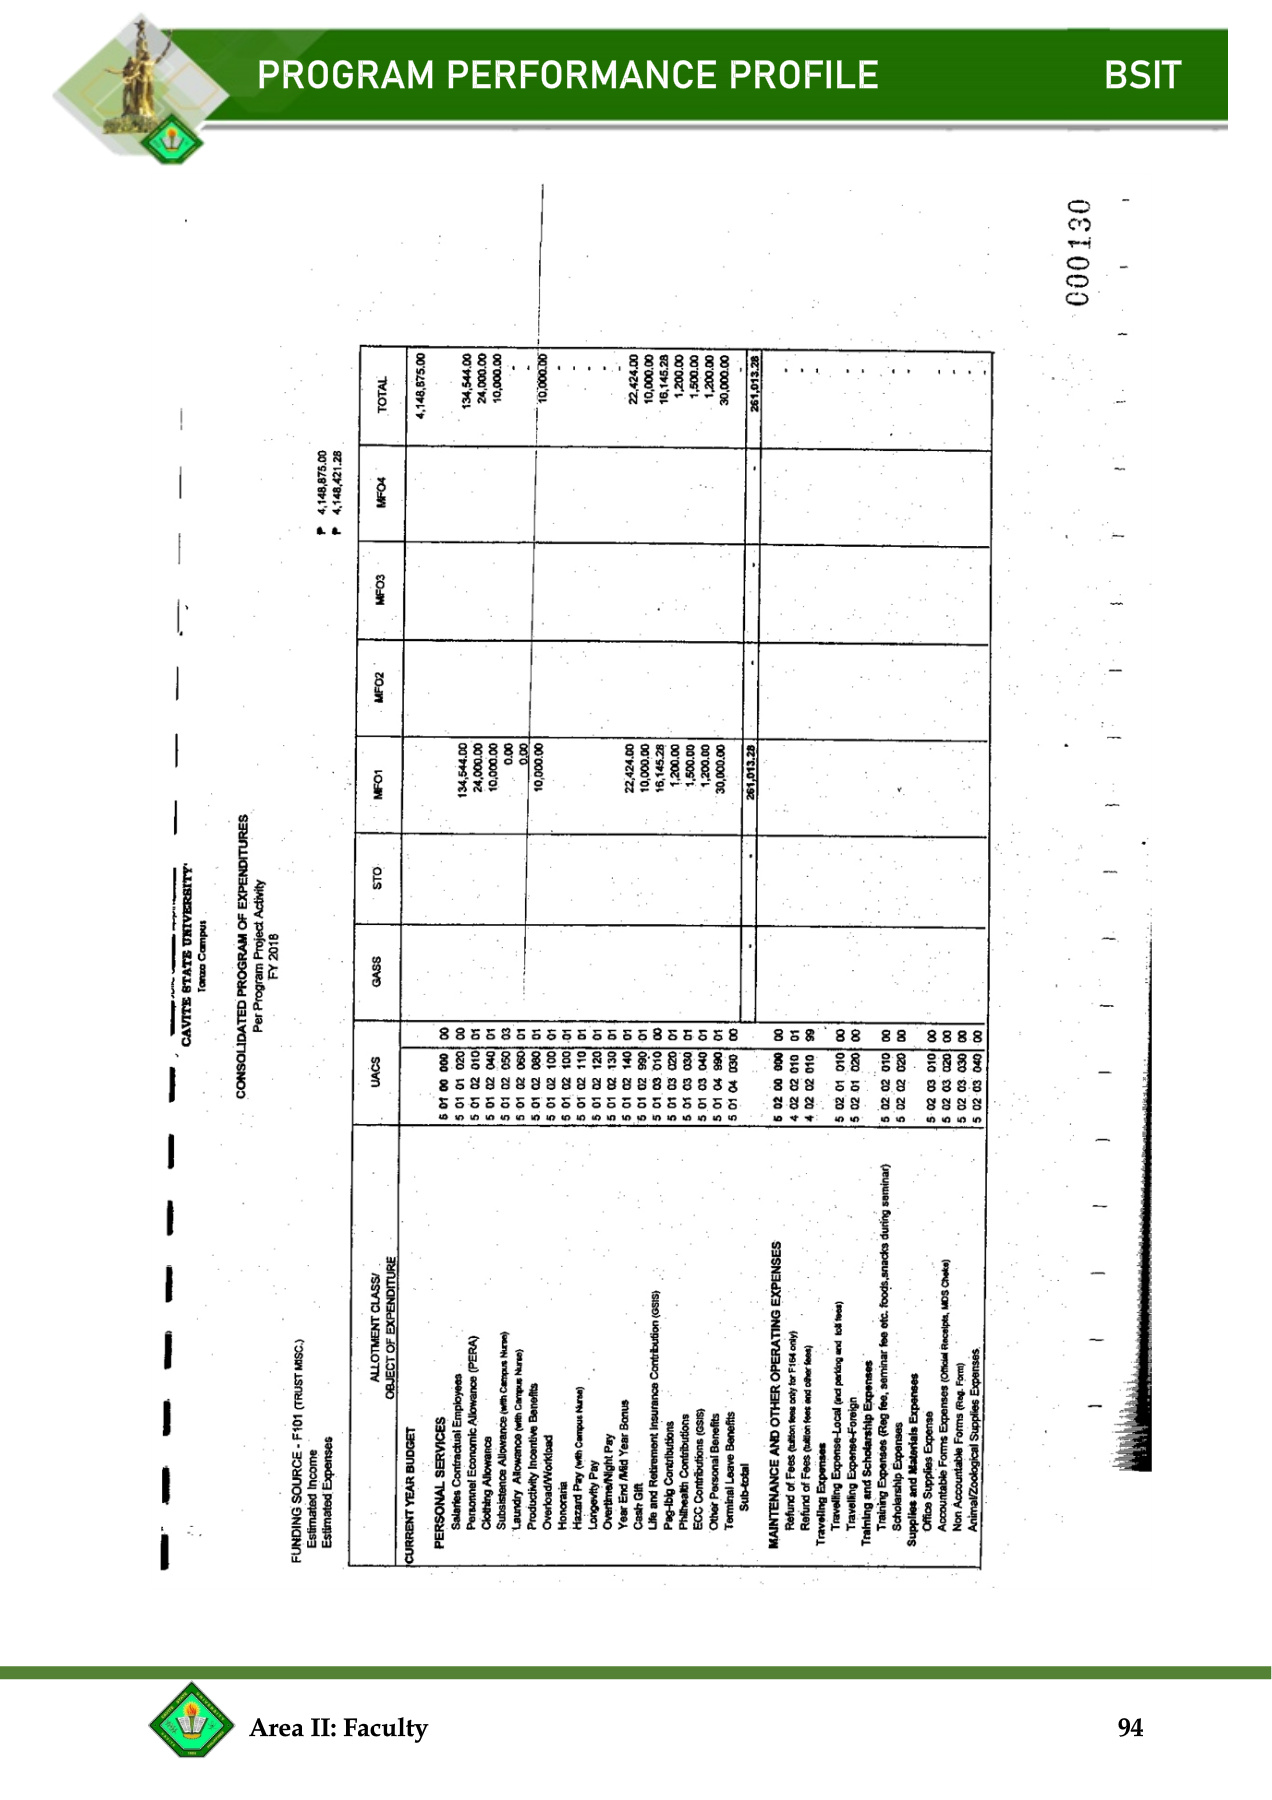 PROGRAM PERFORMANCE PROFILE BSIT
CAVITE STATE UNIVERSITY
Tanza Campus
CONSOLIDATED PROGRAM OF EXPENDITURES
Per Program Project Activity
FY 2018
FUNDING SOURCE - F101 (TRUST MISC.)
Estimated Income ₱ 4,148,875.00
Estimated Expenses ₱ 4,148,421.28
ALLOTMENT CLASS/ OBJECT OF EXPENDITURE UACS GASS STO MFO1 MFO2 MFO3 MFO4 TOTAL
CURRENT YEAR BUDGET 4,148,875.00
PERSONAL SERVICES 5 01 00 000 00
Salaries Contractual Employees 5 01 01 020 00 134,544.00 134,544.00
Personnel Economic Allowance (PERA) 5 01 02 010 01 24,000.00 24,000.00
Clothing Allowance 5 01 02 040 01 10,000.00 10,000.00
Subsistence Allowance (with Campus Nurse) 5 01 02 050 03 0.00 -
Laundry Allowance (with Campus Nurse) 5 01 02 060 01 0.00 -
Productivity Incentive Benefits 5 01 02 080 01 10,000.00 10,000.00
Overload/Workload 5 01 02 100 01 -
Honoraria 5 01 02 100 01 -
Hazard Pay (with Campus Nurse) 5 01 02 110 01 -
Longevity Pay 5 01 02 120 01 -
Overtime/Night Pay 5 01 02 130 01 -
Year End /Mid Year Bonus 5 01 02 140 01 22,424.00 22,424.00
Cash Gift 5 01 02 990 01 10,000.00 10,000.00
Life and Retirement Insurance Contribution (GSIS) 5 01 03 010 00 16,145.28 16,145.28
Pag-ibig Contributions 5 01 03 020 01 1,200.00 1,200.00
Philhealth Contributions 5 01 03 030 01 1,500.00 1,500.00
ECC Contributions (GSIS) 5 01 03 040 01 1,200.00 1,200.00
Other Personal Benefits 5 01 04 990 01 30,000.00 30,000.00
Terminal Leave Benefits 5 01 04 030 00 -
Sub-total - - 261,013.28 - - - 261,013.28
MAINTENANCE AND OTHER OPERATING EXPENSES 5 02 00 000 00
Refund of Fees (tuition fees only for F164 only) 4 02 02 010 01 -
Refund of Fees (tuition fees and other fees) 4 02 02 010 99 -
Traveling Expenses -
Travelling Expense-Local (incl parking and toll fees) 5 02 01 010 00 -
Travelling Expense-Foreign 5 02 01 020 00 -
Training and Scholarship Expenses
Training Expenses (Reg fee, seminar fee etc. foods,snacks during seminar) 5 02 02 010 00 -
Scholarship Expenses 5 02 02 020 00 -
Supplies and Materials Expenses -
Office Supplies Expense 5 02 03 010 00 -
Accountable Forms Expenses (Official Receipts, MDS Cheks) 5 02 03 020 00 -
Non Accountable Forms (Reg. Form) 5 02 03 030 00 -
Animal/Zoological Supplies Expenses 5 02 03 040 00 -
000130
Area II: Faculty 94